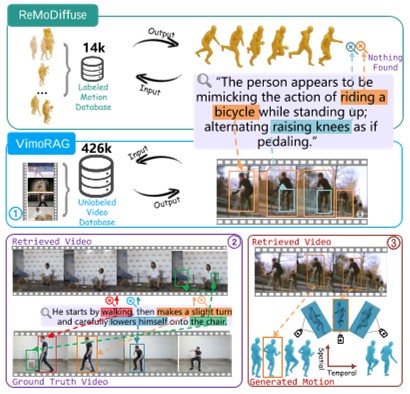 ReMoDiffuse
14k
Labeled
Motion
Database
Output
Input
Nothing
Found
"The person appears to be
mimicking the action of riding a
bicycle while standing up;
alternating raising knees as if
pedaling."
VimoRAG
426k
Unlabeled
Video
Database
Input
Output
1
Retrieved Video
2
He starts by walking, then makes a slight turn
and carefully lowers himself onto the chair.
Ground Truth Video
Retrieved Video
3
Spatial
Temporal
Generated Motion